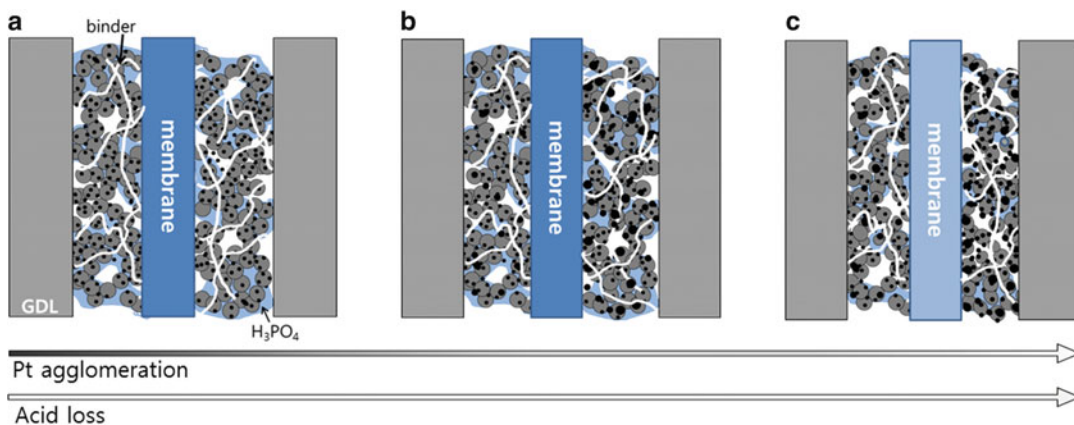 a
binder
membrane
GDL
H₃PO₄
b
membrane
c
membrane
Pt agglomeration
Acid loss